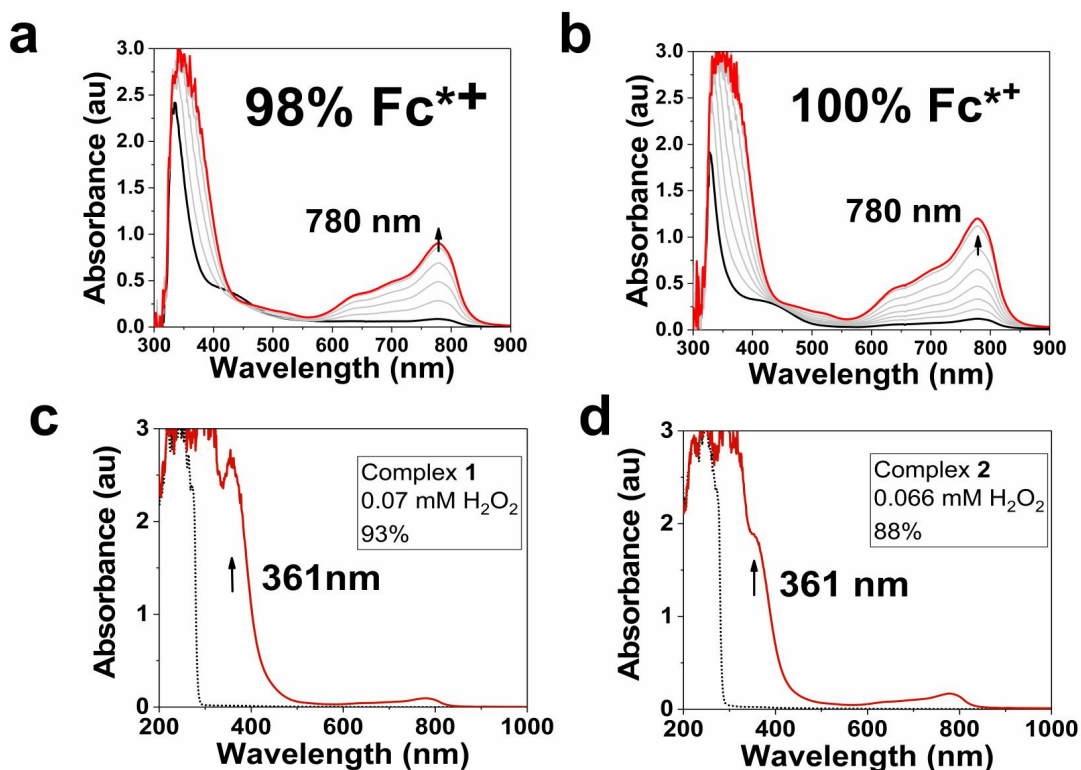 a
98% Fc*+
780 nm
Absorbance (au)
3.0
2.5
2.0
1.5
1.0
0.5
0.0
300 400 500 600 700 800 900
Wavelength (nm)
b
100% Fc*+
780 nm
Absorbance (au)
3.0
2.5
2.0
1.5
1.0
0.5
0.0
300 400 500 600 700 800 900
Wavelength (nm)
c
Complex 1
0.07 mM H₂O₂
93%
361nm
Absorbance (au)
3
2
1
0
200 400 600 800 1000
Wavelength (nm)
d
Complex 2
0.066 mM H₂O₂
88%
361 nm
Absorbance (au)
3
2
1
0
200 400 600 800 1000
Wavelength (nm)